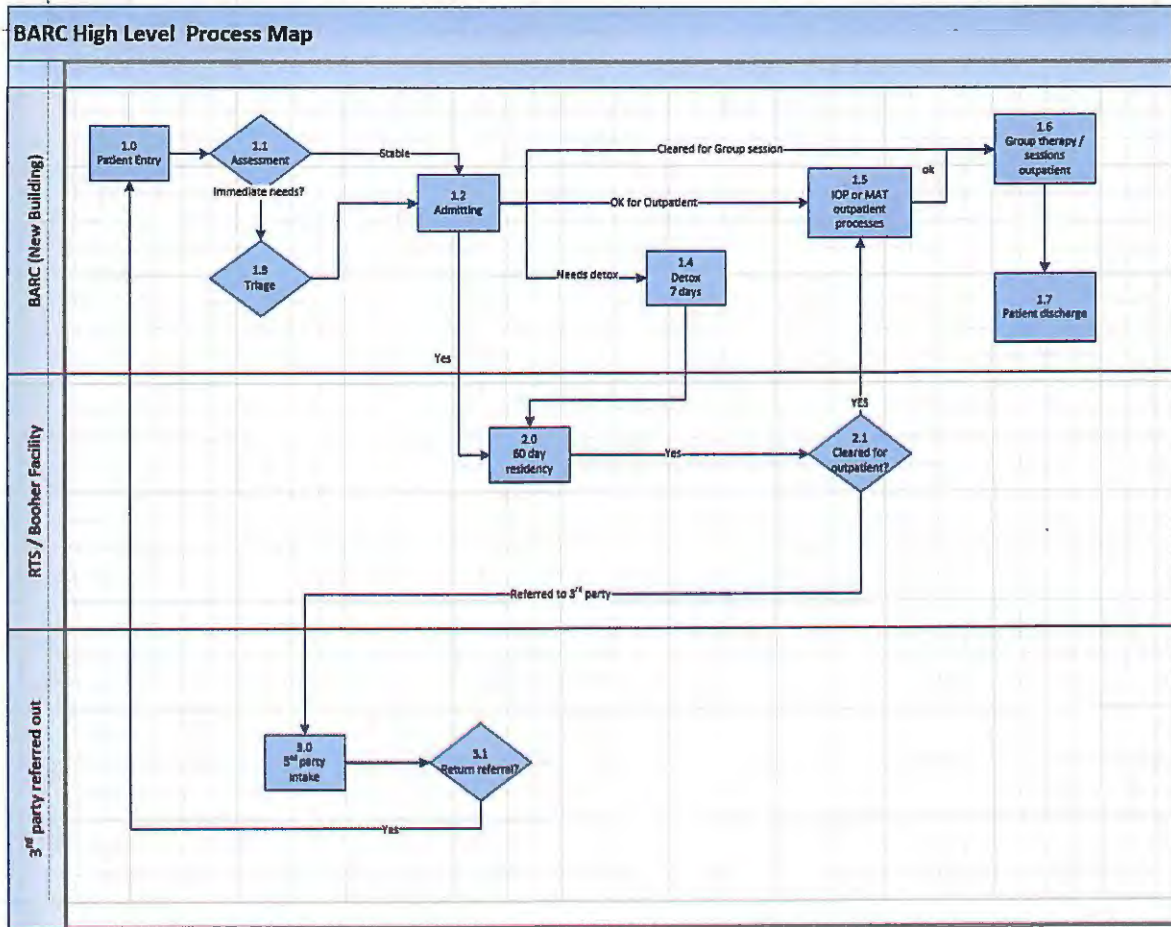 BARC High Level Process Map
BARC (New Building)
1.0
Patient Entry
1.1
Assessment
Immediate needs?
Stable
1.3
Triage
1.2
Admitting
Cleared for Group session
OK for Outpatient
Needs detox
1.4
Detox
7 days
1.5
IOP or MAT
outpatient
processes
ok
1.6
Group therapy /
sessions
outpatient
1.7
Patient discharge
Yes
RTS / Booher Facility
2.0
60 day
residency
Yes
YES
2.1
Cleared for
outpatient?
Referred to 3rd party
3rd party referred out
3.0
3rd party
intake
3.1
Return referral?
Yes